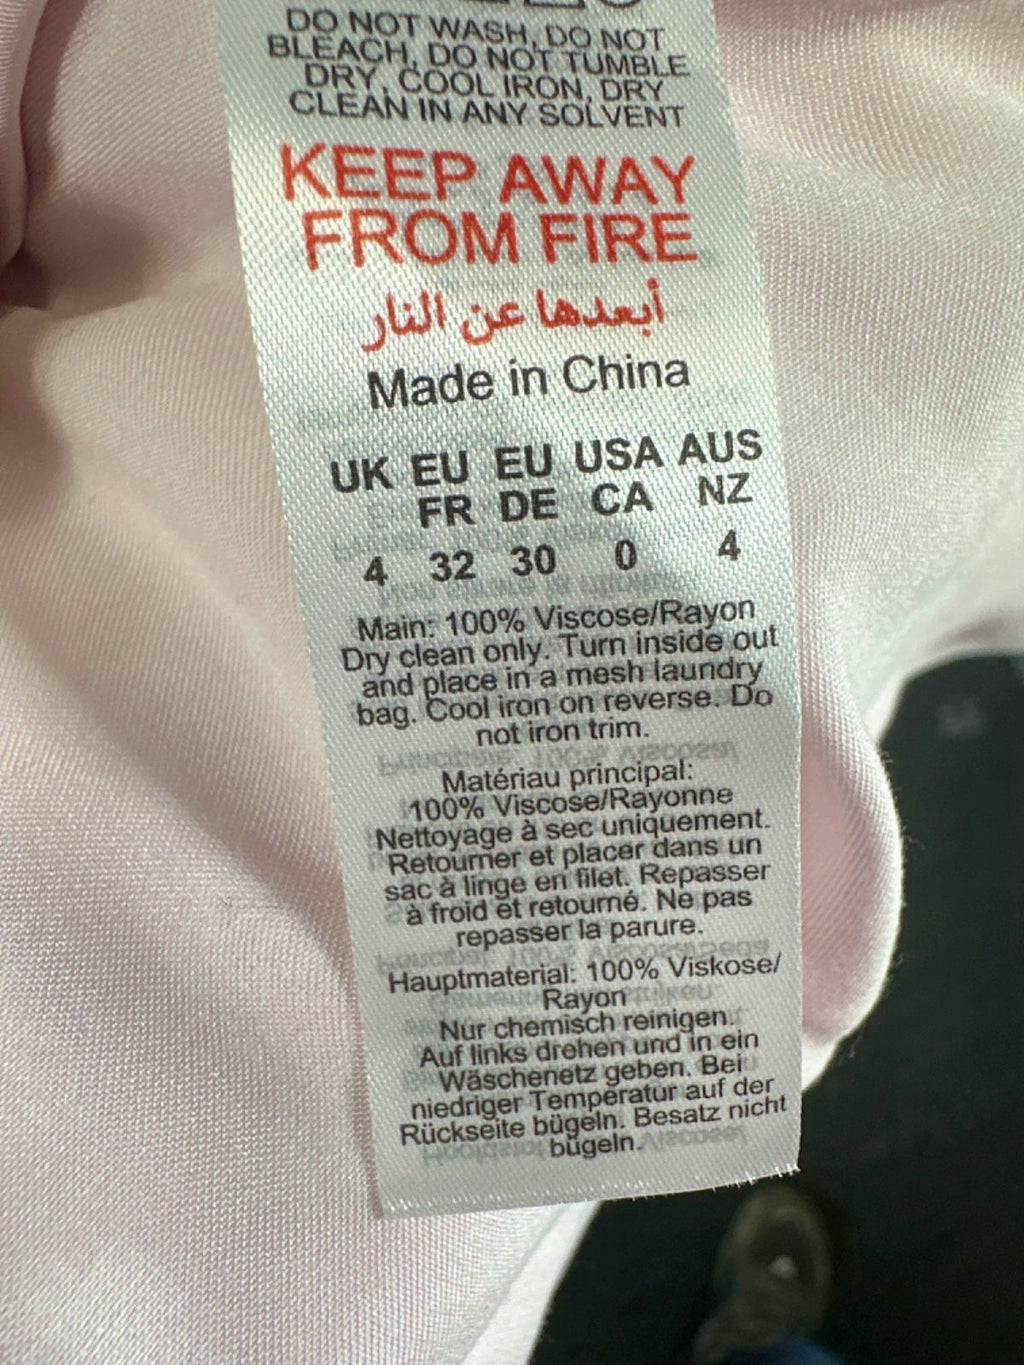 DO NOT WASH, DO NOT
BLEACH, DO NOT TUMBLE
DRY, COOL IRON, DRY
CLEAN IN ANY SOLVENT
KEEP AWAY
FROM FIRE
أبعدها عن النار
Made in China
UK EU EU USA AUS
FR DE CA NZ
4 32 30 0 4
Main: 100% Viscose/Rayon
Dry clean only. Turn inside out
and place in a mesh laundry
bag. Cool iron on reverse. Do
not iron trim.
Matériau principal:
100% Viscose/Rayonne
Nettoyage à sec uniquement.
Retourner et placer dans un
sac à linge en filet. Repasser
à froid et retourné. Ne pas
repasser la parure.
Hauptmaterial: 100% Viskose/
Rayon
Nur chemisch reinigen.
Auf links drehen und in ein
Wäschenetz geben. Bei
niedriger Temperatur auf der
Rückseite bügeln. Besatz nicht
bügeln.